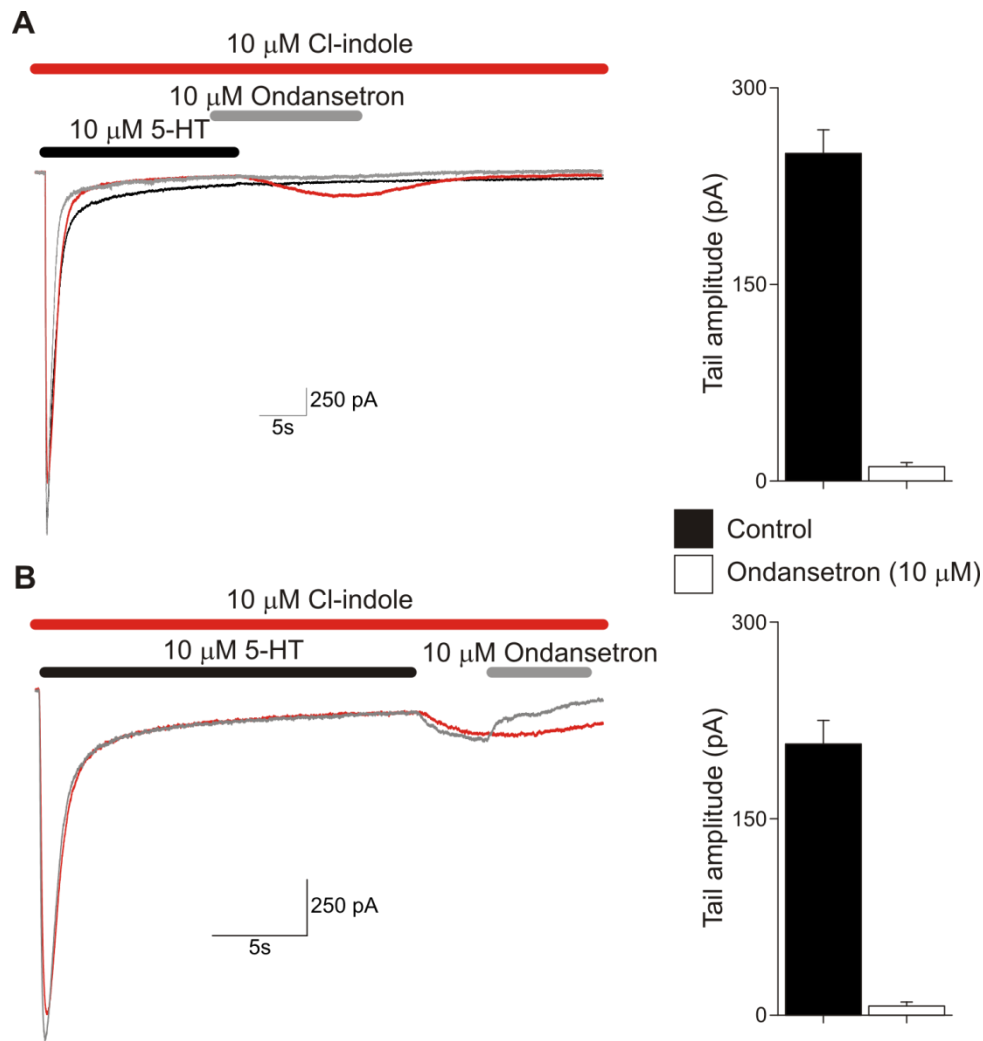 A
10 μM Cl-indole
10 μM Ondansetron
10 μM 5-HT
250 pA
5s
300
150
0
Tail amplitude (pA)
Control
Ondansetron (10 μM)
B
10 μM Cl-indole
10 μM 5-HT
10 μM Ondansetron
250 pA
5s
300
150
0
Tail amplitude (pA)